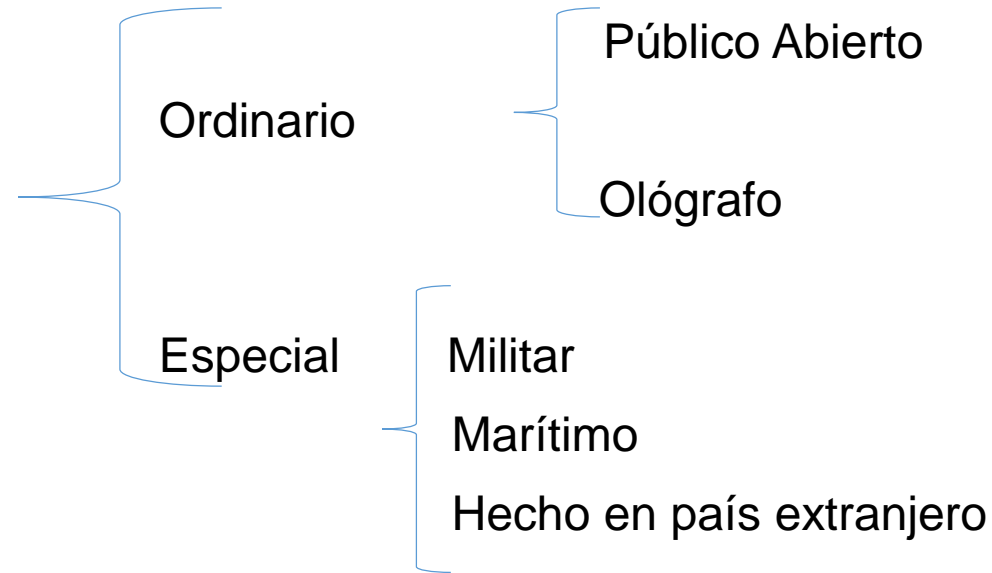 Público Abierto
Ordinario
Ológrafo
Especial
Militar
Marítimo
Hecho en país extranjero